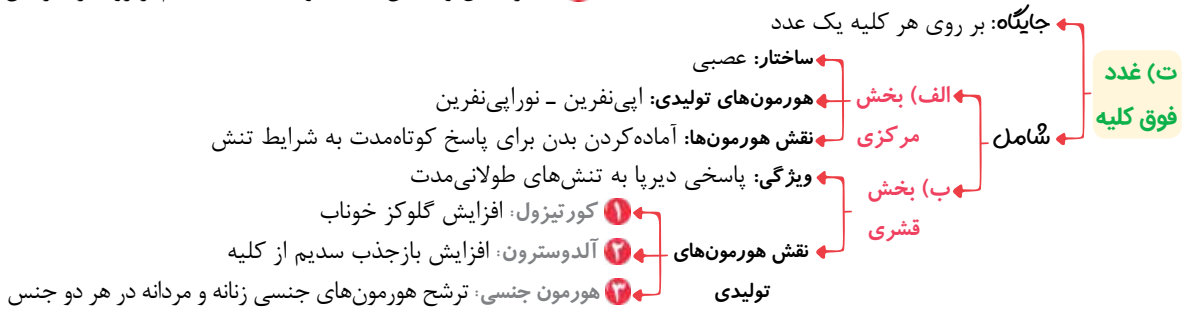 ت) غدد
فوق کلیه
جایگاه: بر روی هر کلیه یک عدد
شامل
الف) بخش
مرکزی
ساختار: عصبی
هورمون‌های تولیدی: اپی‌نفرین ـ نوراپی‌نفرین
نقش هورمون‌ها: آماده‌کردن بدن برای پاسخ کوتاه‌مدت به شرایط تنش
ب) بخش
قشری
ویژگی: پاسخی دیرپا به تنش‌های طولانی‌مدت
نقش هورمون‌های
تولیدی
۱ کورتیزول: افزایش گلوکز خوناب
۲ آلدوسترون: افزایش بازجذب سدیم از کلیه
۳ هورمون جنسی: ترشح هورمون‌های جنسی زنانه و مردانه در هر دو جنس